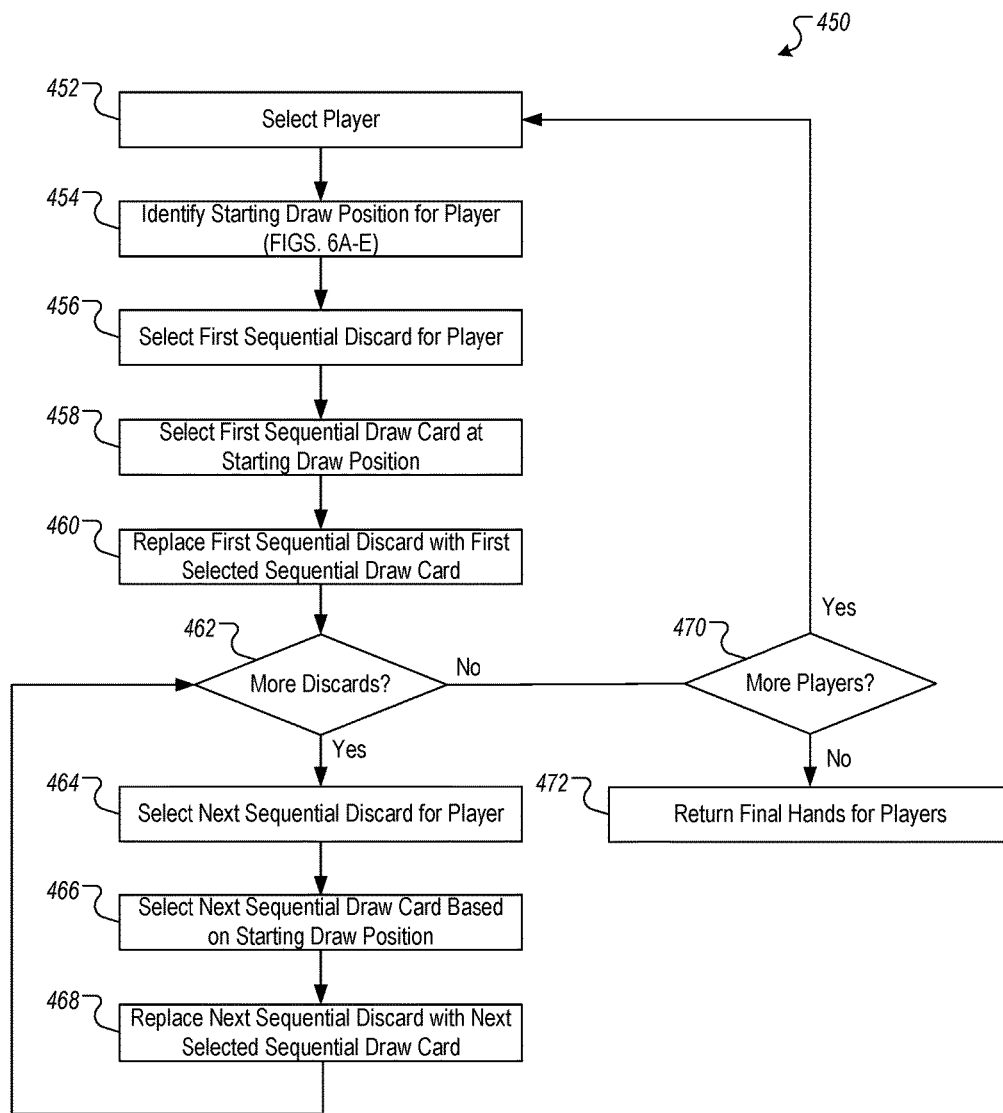 450
452
Select Player
454
Identify Starting Draw Position for Player
(FIGS. 6A-E)
456
Select First Sequential Discard for Player
458
Select First Sequential Draw Card at
Starting Draw Position
460
Replace First Sequential Discard with First
Selected Sequential Draw Card
462
More Discards?
No
Yes
470
More Players?
Yes
No
464
Select Next Sequential Discard for Player
472
Return Final Hands for Players
466
Select Next Sequential Draw Card Based
on Starting Draw Position
468
Replace Next Sequential Discard with Next
Selected Sequential Draw Card